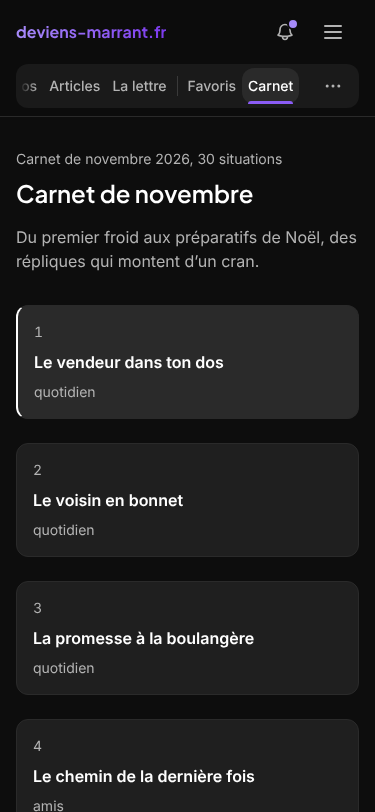 deviens-marrant.fr
os Articles La lettre Favoris Carnet ...
Carnet de novembre 2026, 30 situations
Carnet de novembre
Du premier froid aux préparatifs de Noël, des
répliques qui montent d’un cran.
1
Le vendeur dans ton dos
quotidien
2
Le voisin en bonnet
quotidien
3
La promesse à la boulangère
quotidien
4
Le chemin de la dernière fois
amis